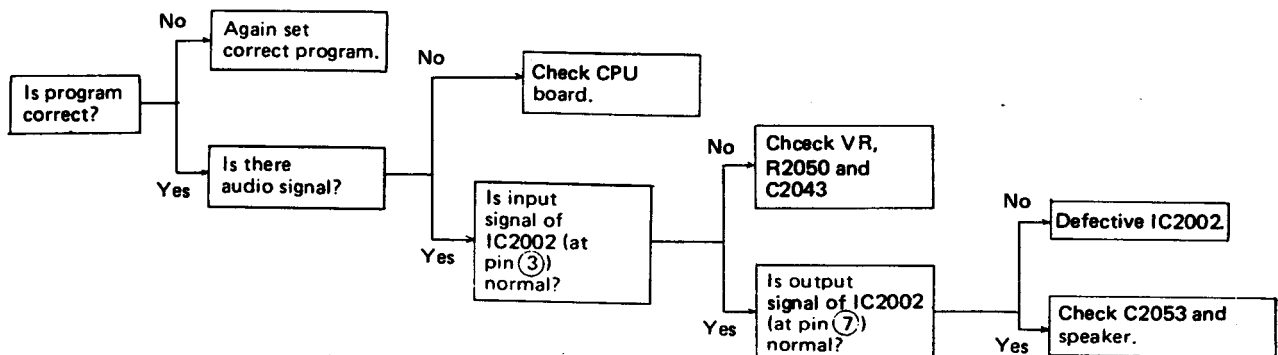 No
Again set
correct program.
Is program
correct?
Yes
Is there
audio signal?
No
Check CPU
board.
Yes
Is input
signal of
IC2002 (at
pin ③)
normal?
No
Chceck VR,
R2050 and
C2043
Yes
Is output
signal of IC2002
(at pin ⑦)
normal?
No
Defective IC2002.
Yes
Check C2053 and
speaker.